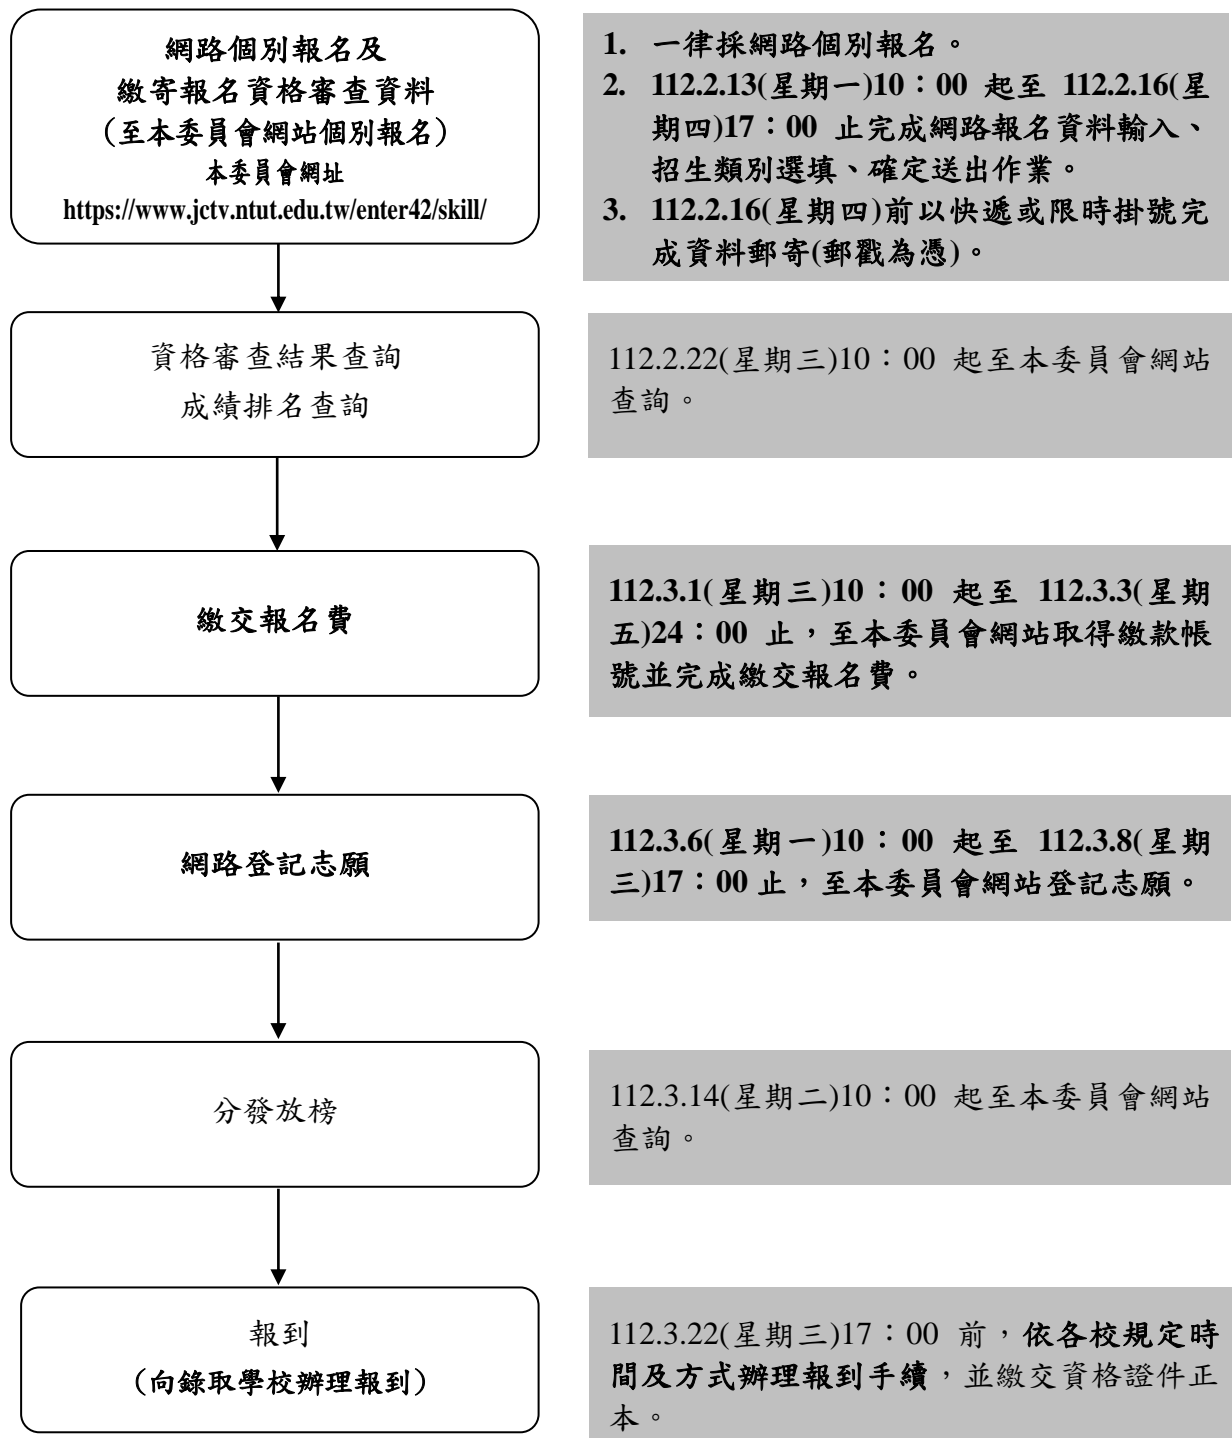 網路個別報名及
繳寄報名資格審查資料
（至本委員會網站個別報名）
本委員會網址
https://www.jctv.ntut.edu.tw/enter42/skill/
1. 一律採網路個別報名。
2. 112.2.13(星期一)10：00 起至 112.2.16(星
期四)17：00 止完成網路報名資料輸入、
招生類別選填、確定送出作業。
3. 112.2.16(星期四)前以快遞或限時掛號完
成資料郵寄(郵戳為憑)。
資格審查結果查詢
成績排名查詢
112.2.22(星期三)10：00 起至本委員會網站
查詢。
繳交報名費
112.3.1(星期三)10：00 起至 112.3.3(星期
五)24：00 止，至本委員會網站取得繳款帳
號並完成繳交報名費。
網路登記志願
112.3.6(星期一)10：00 起至 112.3.8(星期
三)17：00 止，至本委員會網站登記志願。
分發放榜
112.3.14(星期二)10：00 起至本委員會網站
查詢。
報到
（向錄取學校辦理報到）
112.3.22(星期三)17：00 前，依各校規定時
間及方式辦理報到手續，並繳交資格證件正
本。